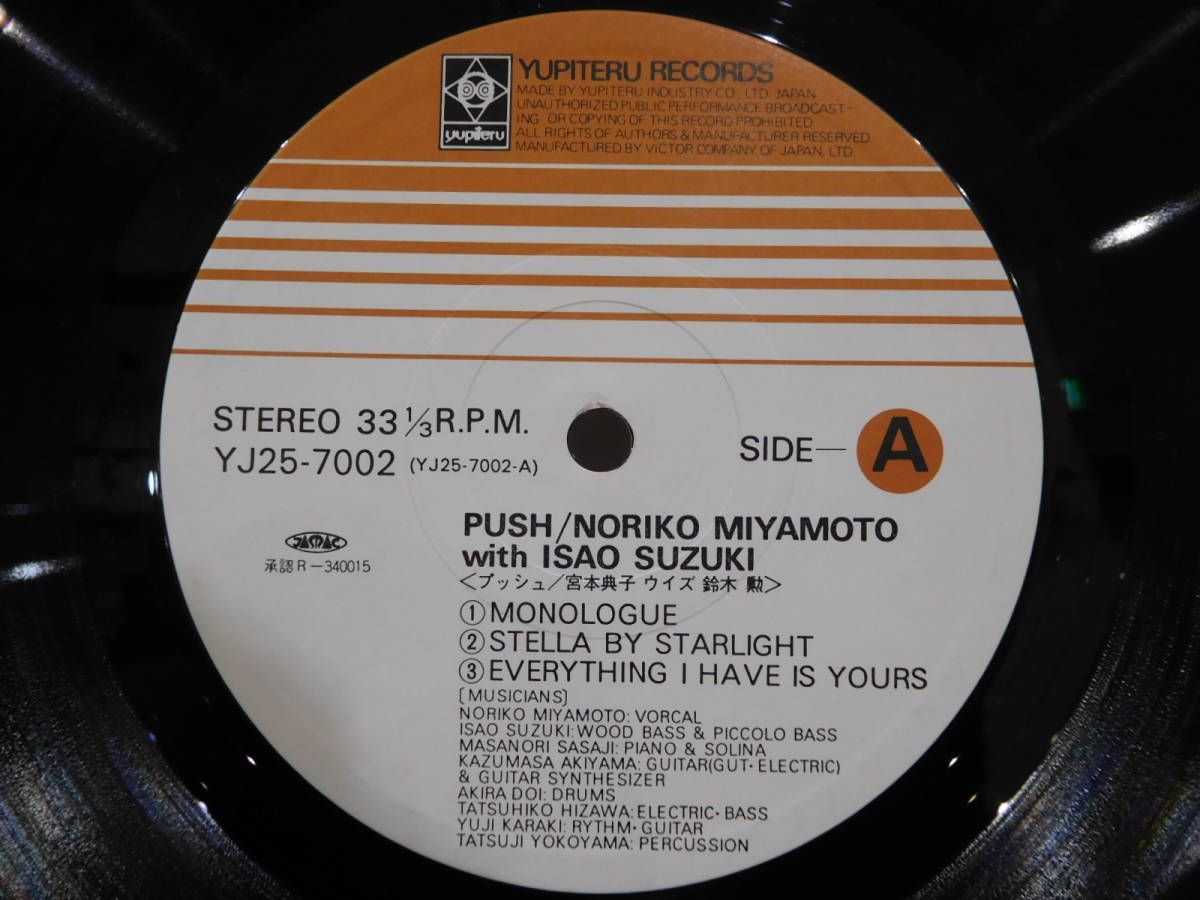 YUPITERU RECORDS
yupiteru
MADE BY YUPITERU INDUSTRY CO., LTD. JAPAN
UNAUTHORIZED PUBLIC PERFORMANCE BROADCAST-
ING OR COPYING OF THIS RECORD PROHIBITED
ALL RIGHTS OF AUTHORS & MANUFACTURER RESERVED.
MANUFACTURED BY VICTOR COMPANY OF JAPAN, LTD.
STEREO 33 1/3 R.P.M.
YJ25-7002 (YJ25-7002-A)
SIDE—A
JASRAC
承認R-340015
PUSH/NORIKO MIYAMOTO
with ISAO SUZUKI
<プッシュ/宮本典子 ウイズ 鈴木 勲>
①MONOLOGUE
②STELLA BY STARLIGHT
③EVERYTHING I HAVE IS YOURS
(MUSICIANS)
NORIKO MIYAMOTO: VORCAL
ISAO SUZUKI: WOOD BASS & PICCOLO BASS
MASANORI SASAJI: PIANO & SOLINA
KAZUMASA AKIYAMA: GUITAR(GUT·ELECTRIC)
& GUITAR SYNTHESIZER
AKIRA DOI: DRUMS
TATSUHIKO HIZAWA: ELECTRIC·BASS
YUJI KARAKI: RYTHM·GUITAR
TATSUJI YOKOYAMA: PERCUSSION